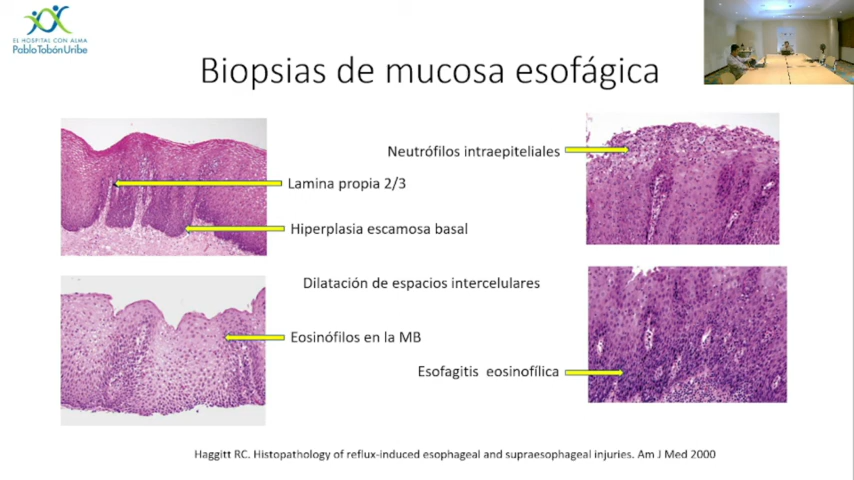 EL HOSPITAL CON ALMA
Pablo Tobón Uribe
Biopsias de mucosa esofágica
Neutrófilos intraepiteliales
Lamina propia 2/3
Hiperplasia escamosa basal
Dilatación de espacios intercelulares
Eosinófilos en la MB
Esofagitis eosinofílica
Haggitt RC. Histopathology of reflux-induced esophageal and supraesophageal injuries. Am J Med 2000